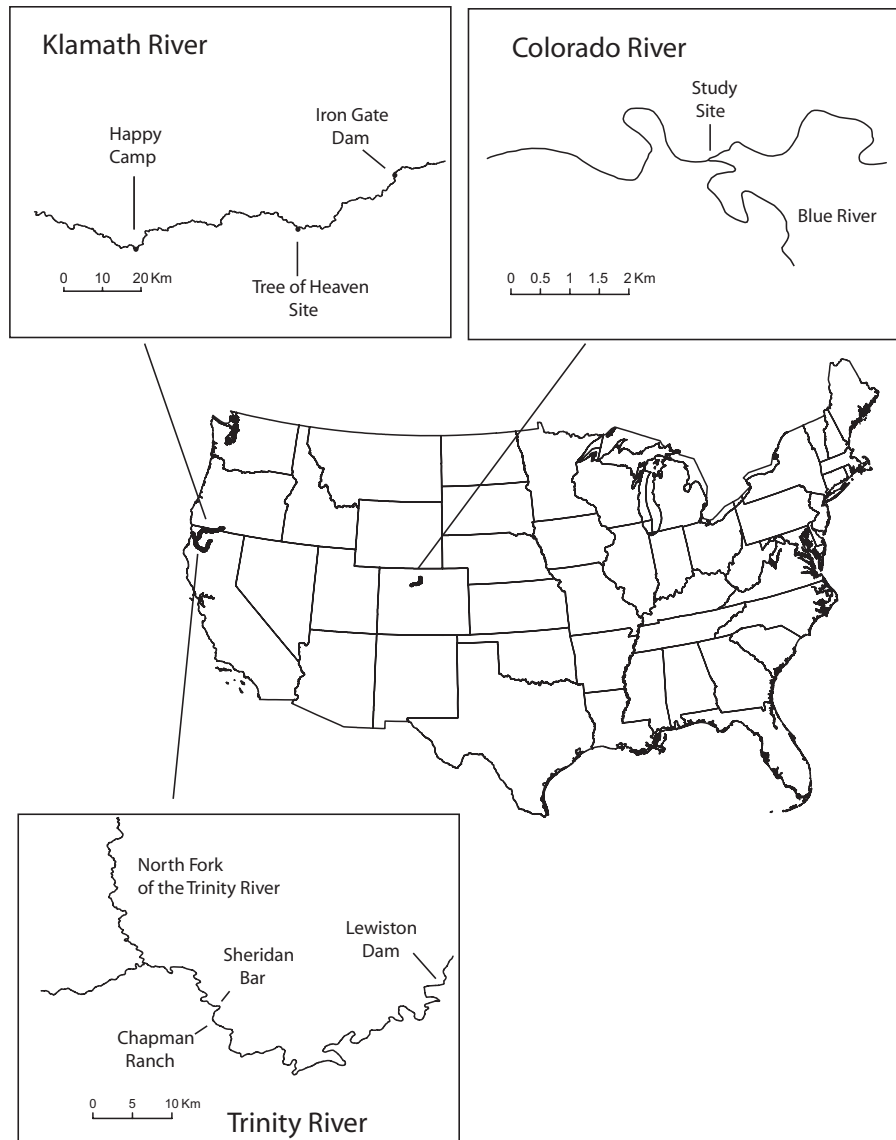 Klamath River
Iron Gate
Dam
Happy
Camp
0 10 20 Km
Tree of Heaven
Site
Colorado River
Study
Site
Blue River
0 0.5 1 1.5 2 Km
North Fork
of the Trinity River
Lewiston
Dam
Sheridan
Bar
Chapman
Ranch
0 5 10 Km
Trinity River